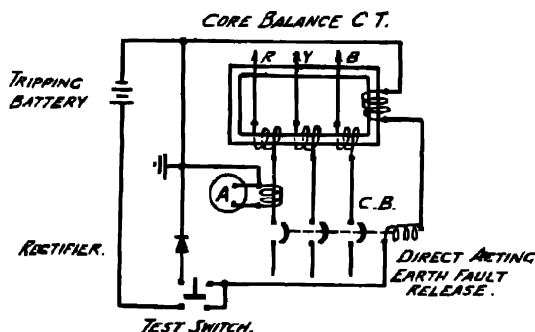 CORE BALANCE C T.
R Y B
TRIPPING
BATTERY
A
C.B.
RECTIFIER.
DIRECT ACTING
EARTH FAULT
RELEASE.
TEST SWITCH.